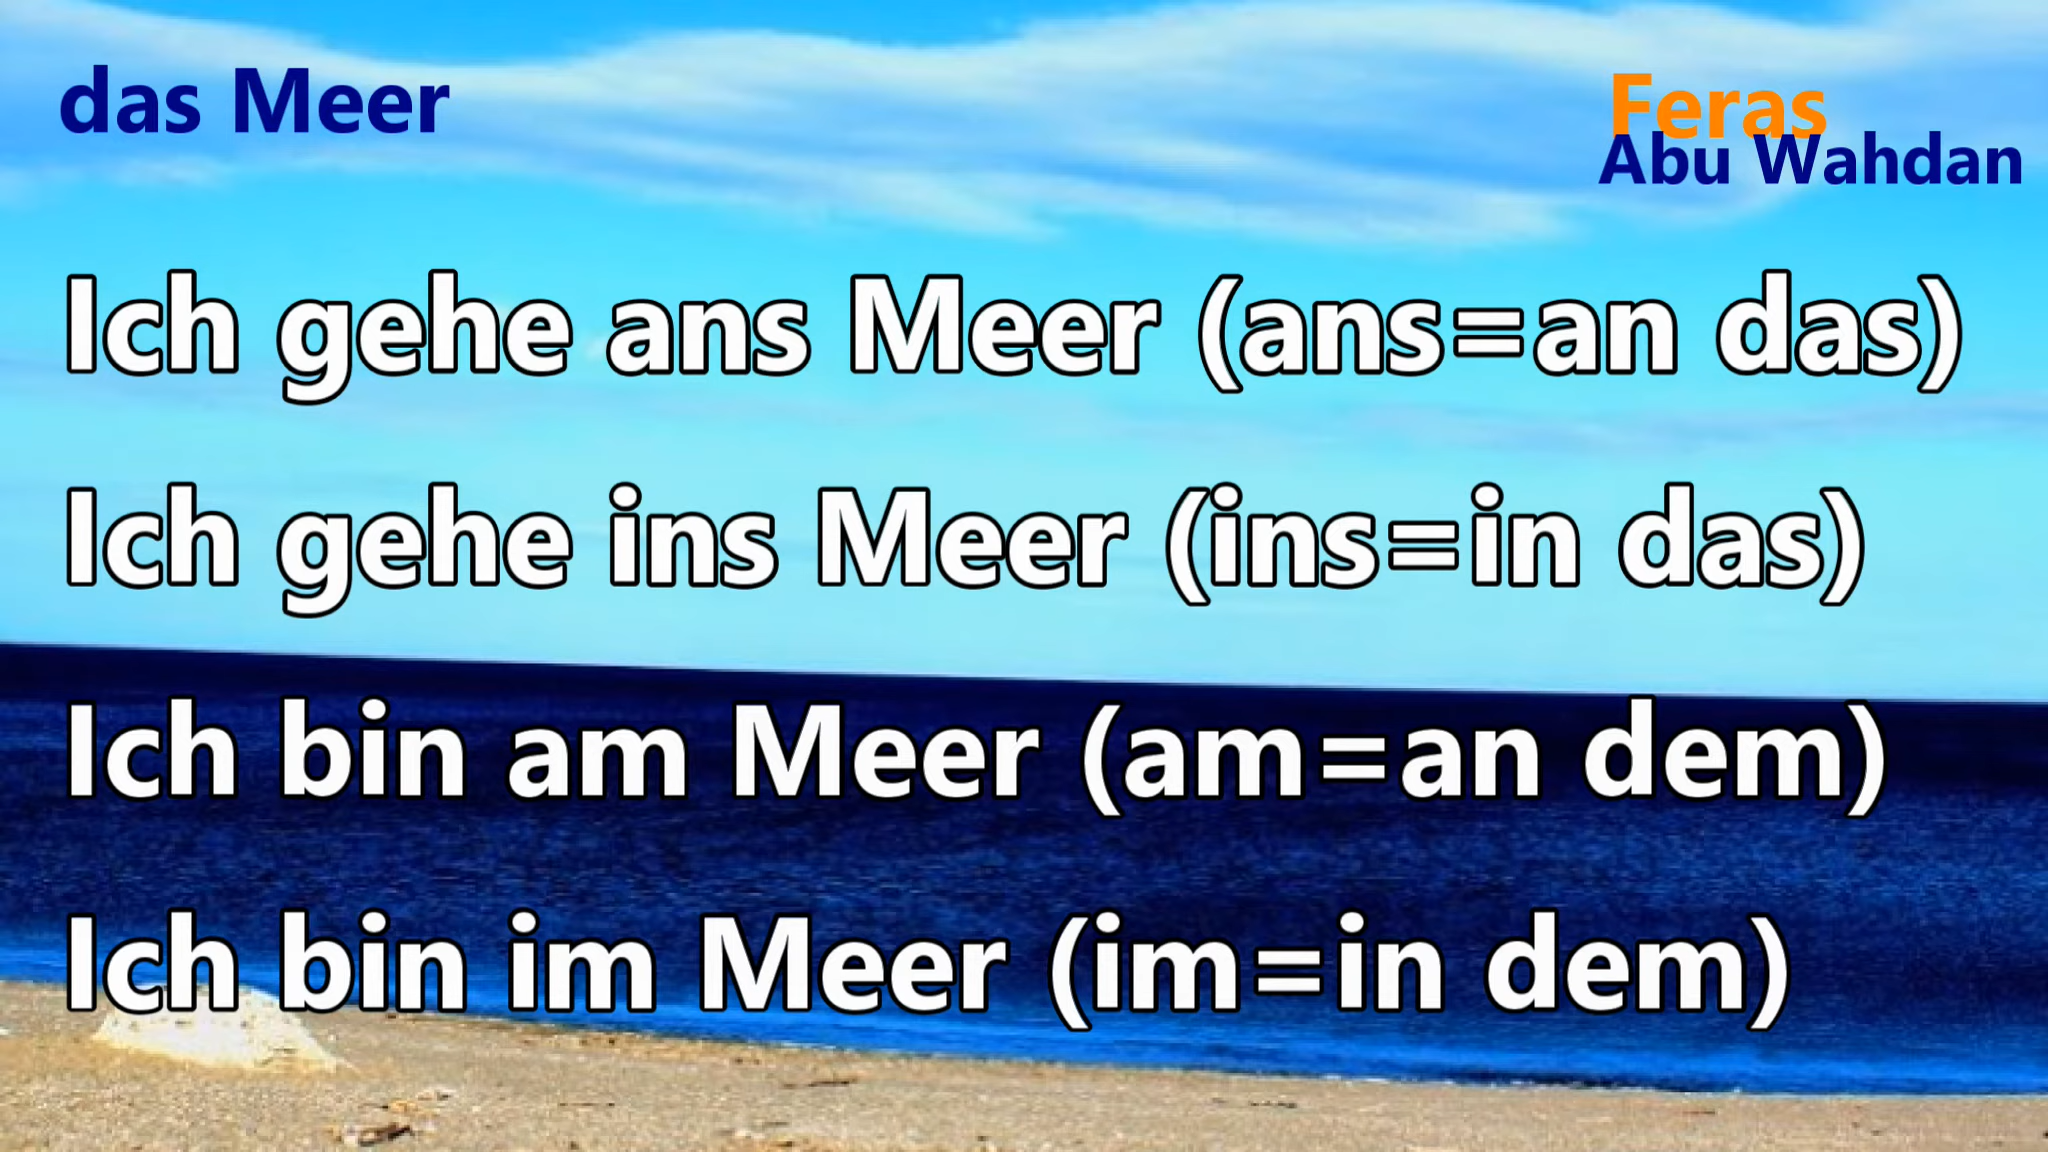 das Meer
Feras
Abu Wahdan
Ich gehe ans Meer (ans=an das)
Ich gehe ins Meer (ins=in das)
Ich bin am Meer (am=an dem)
Ich bin im Meer (im=in dem)